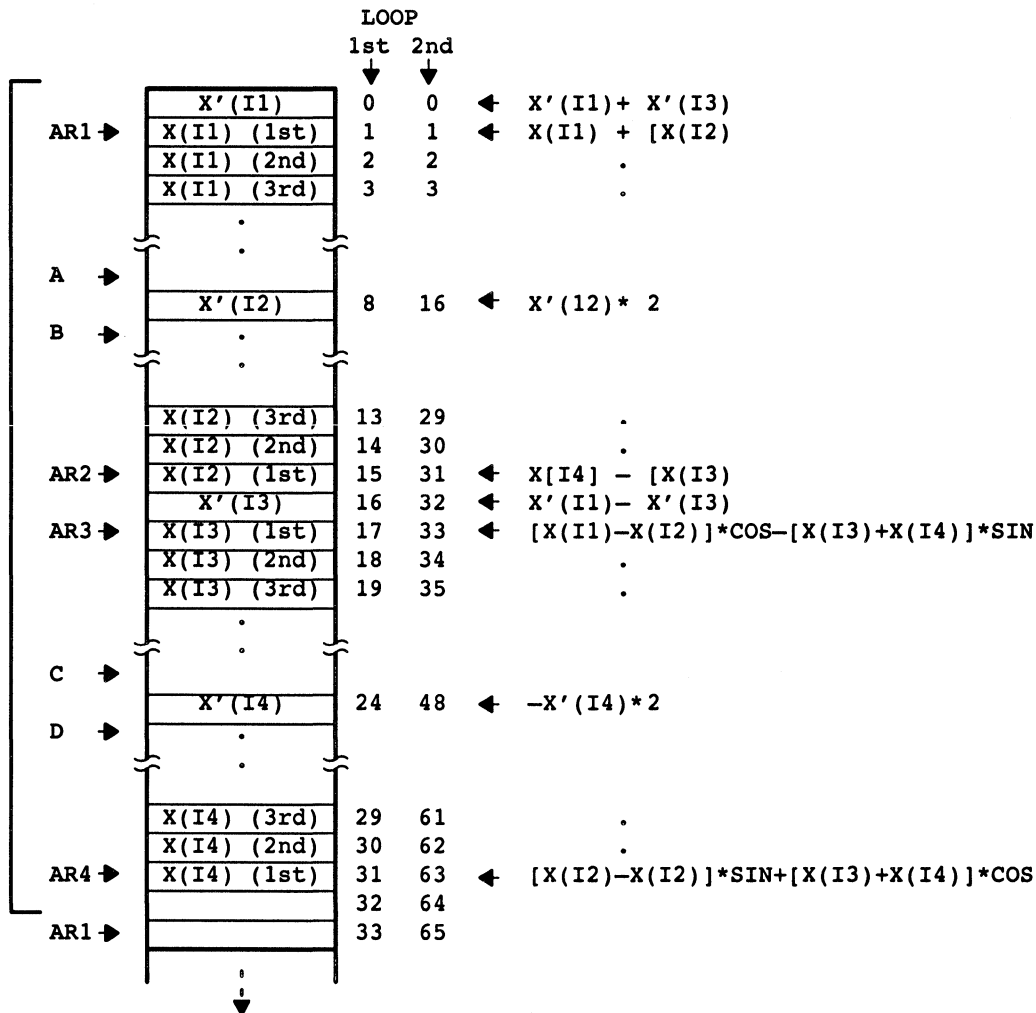 LOOP
1st 2nd
X'(I1) 0 0 X'(I1)+ X'(I3)
AR1 X(I1) (1st) 1 1 X(I1) + [X(I2)
X(I1) (2nd) 2 2 .
X(I1) (3rd) 3 3 .
.
.
A
X'(I2) 8 16 X'(12)* 2
B .
.
X(I2) (3rd) 13 29 .
X(I2) (2nd) 14 30 .
AR2 X(I2) (1st) 15 31 X[I4] – [X(I3)
X'(I3) 16 32 X'(I1)– X'(I3)
AR3 X(I3) (1st) 17 33 [X(I1)–X(I2)]*COS–[X(I3)+X(I4)]*SIN
X(I3) (2nd) 18 34 .
X(I3) (3rd) 19 35 .
.
.
C
X'(I4) 24 48 –X'(I4)*2
D .
.
X(I4) (3rd) 29 61 .
X(I4) (2nd) 30 62 .
AR4 X(I4) (1st) 31 63 [X(I2)–X(I2)]*SIN+[X(I3)+X(I4)]*COS
32 64
AR1 33 65